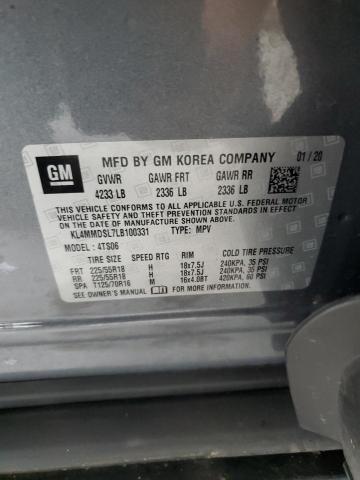 GM
MFD BY GM KOREA COMPANY 01/20
GVWR GAWR FRT GAWR RR
4233 LB 2336 LB 2336 LB
THIS VEHICLE CONFORMS TO ALL APPLICABLE U.S. FEDERAL MOTOR
VEHICLE SAFETY, BUMPER, AND THEFT PREVENTION STANDARDS IN
EFFECT ON THE DATE OF MANUFACTURE SHOWN ABOVE.
KL4MMDSL7LB100331 TYPE: MPV
MODEL: 4TS06
TIRE SIZE SPEED RTG RIM COLD TIRE PRESSURE
FRT 225/55R18 H 18x7.5J 240KPA, 35 PSI
RR 225/55R18 H 18x7.5J 240KPA, 35 PSI
SPA T125/70R16 M 16x4.0BT 420KPA, 60 PSI
SEE OWNER'S MANUAL FOR MORE INFORMATION.